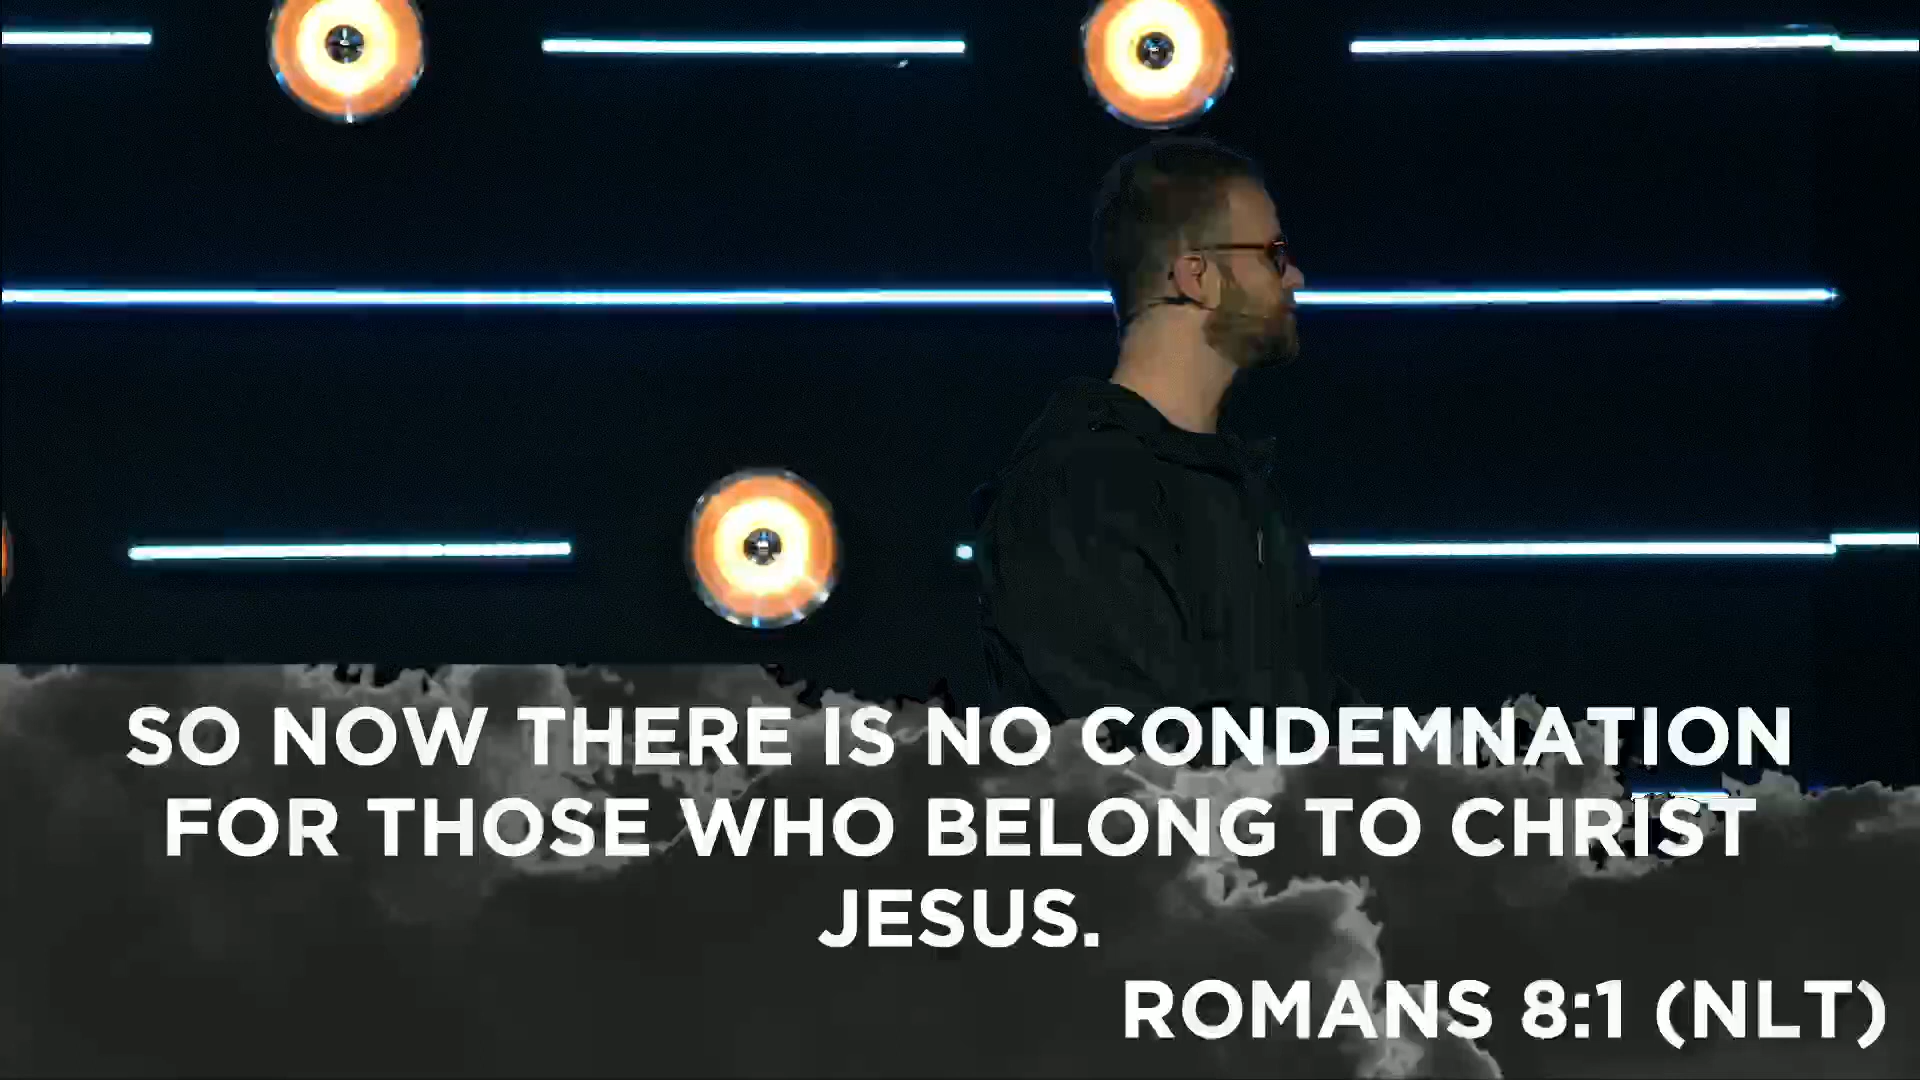 SO NOW THERE IS NO CONDEMNATION
FOR THOSE WHO BELONG TO CHRIST
JESUS.
ROMANS 8:1 (NLT)